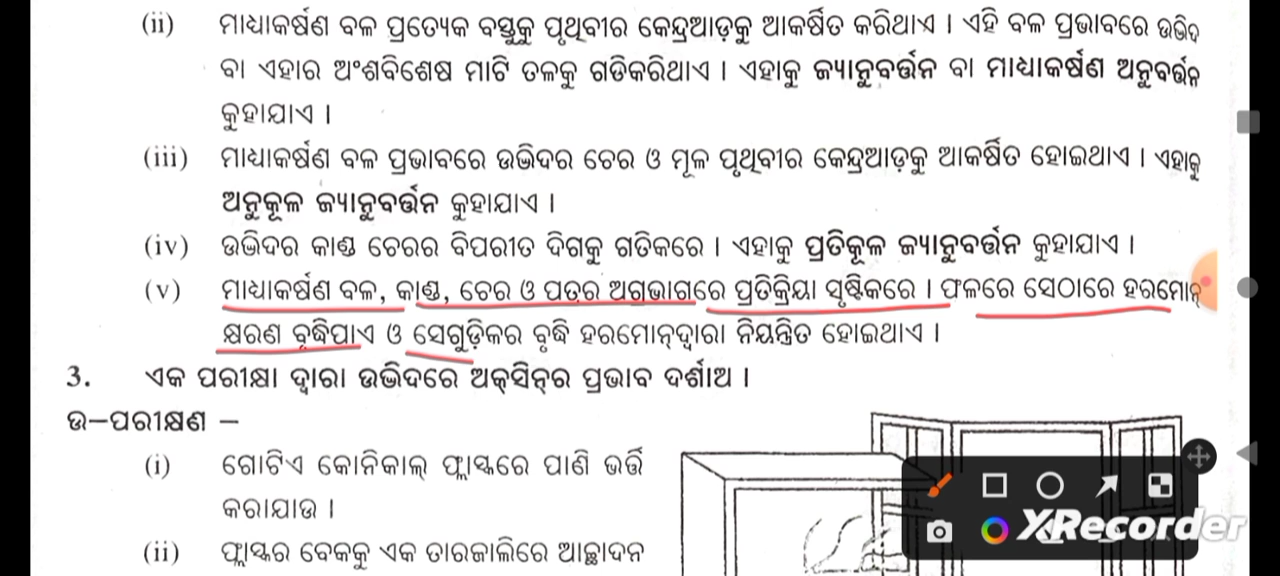 (ii) ମାଧ୍ୟାକର୍ଷଣ ବଳ ପ୍ରତ୍ୟେକ ବସ୍ତୁକୁ ପୃଥିବୀର କେନ୍ଦ୍ରଆଡ଼କୁ ଆକର୍ଷିତ କରିଥାଏ । ଏହି ବଳ ପ୍ରଭାବରେ ଉଦ୍ଭିଦ
ବା ଏହାର ଅଂଶବିଶେଷ ମାଟି ତଳକୁ ଗତିକରିଥାଏ । ଏହାକୁ ଜ୍ୟାନୁବର୍ତ୍ତନ ବା ମାଧ୍ୟାକର୍ଷଣ ଅନୁବର୍ତ୍ତନ
କୁହାଯାଏ ।
(iii) ମାଧ୍ୟାକର୍ଷଣ ବଳ ପ୍ରଭାବରେ ଉଦ୍ଭିଦର ଚେର ଓ ମୂଳ ପୃଥିବୀର କେନ୍ଦ୍ରଆଡ଼କୁ ଆକର୍ଷିତ ହୋଇଥାଏ । ଏହାକୁ
ଅନୁକୂଳ ଜ୍ୟାନୁବର୍ତ୍ତନ କୁହାଯାଏ ।
(iv) ଉଦ୍ଭିଦର କାଣ୍ଡ ଚେରର ବିପରୀତ ଦିଗକୁ ଗତିକରେ । ଏହାକୁ ପ୍ରତିକୂଳ ଜ୍ୟାନୁବର୍ତ୍ତନ କୁହାଯାଏ ।
(v) ମାଧ୍ୟାକର୍ଷଣ ବଳ, କାଣ୍ଡ, ଚେର ଓ ପତ୍ର ଅଗ୍ରଭାଗରେ ପ୍ରତିକ୍ରିୟା ସୃଷ୍ଟିକରେ । ଫଳରେ ସେଠାରେ ହରମୋନ୍
କ୍ଷରଣ ବୃଦ୍ଧିପାଏ ଓ ସେଗୁଡ଼ିକର ବୃଦ୍ଧି ହରମୋନ୍‌ଦ୍ୱାରା ନିୟନ୍ତ୍ରିତ ହୋଇଥାଏ ।
3. ଏକ ପରୀକ୍ଷା ଦ୍ୱାରା ଉଦ୍ଭିଦରେ ଅକ୍‌ସିନ୍‌ର ପ୍ରଭାବ ଦର୍ଶାଅ ।
ଉ–ପରୀକ୍ଷଣ –
(i) ଗୋଟିଏ କୋନିକାଲ୍ ଫ୍ଲାସ୍କରେ ପାଣି ଭର୍ତ୍ତି
କରାଯାଉ ।
(ii) ଫ୍ଲାସ୍କର ବେକକୁ ଏକ ତାରଜାଲିରେ ଆଚ୍ଛାଦନ
XRecorder